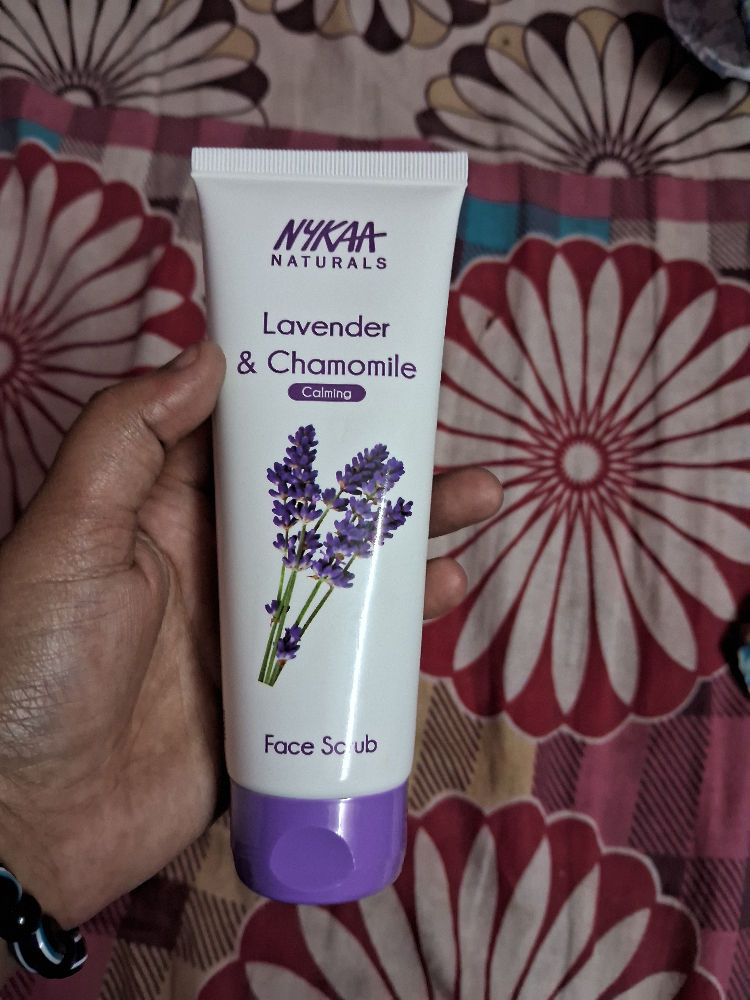 NYKAA
NATURALS
Lavender
& Chamomile
Calming
Face Scrub